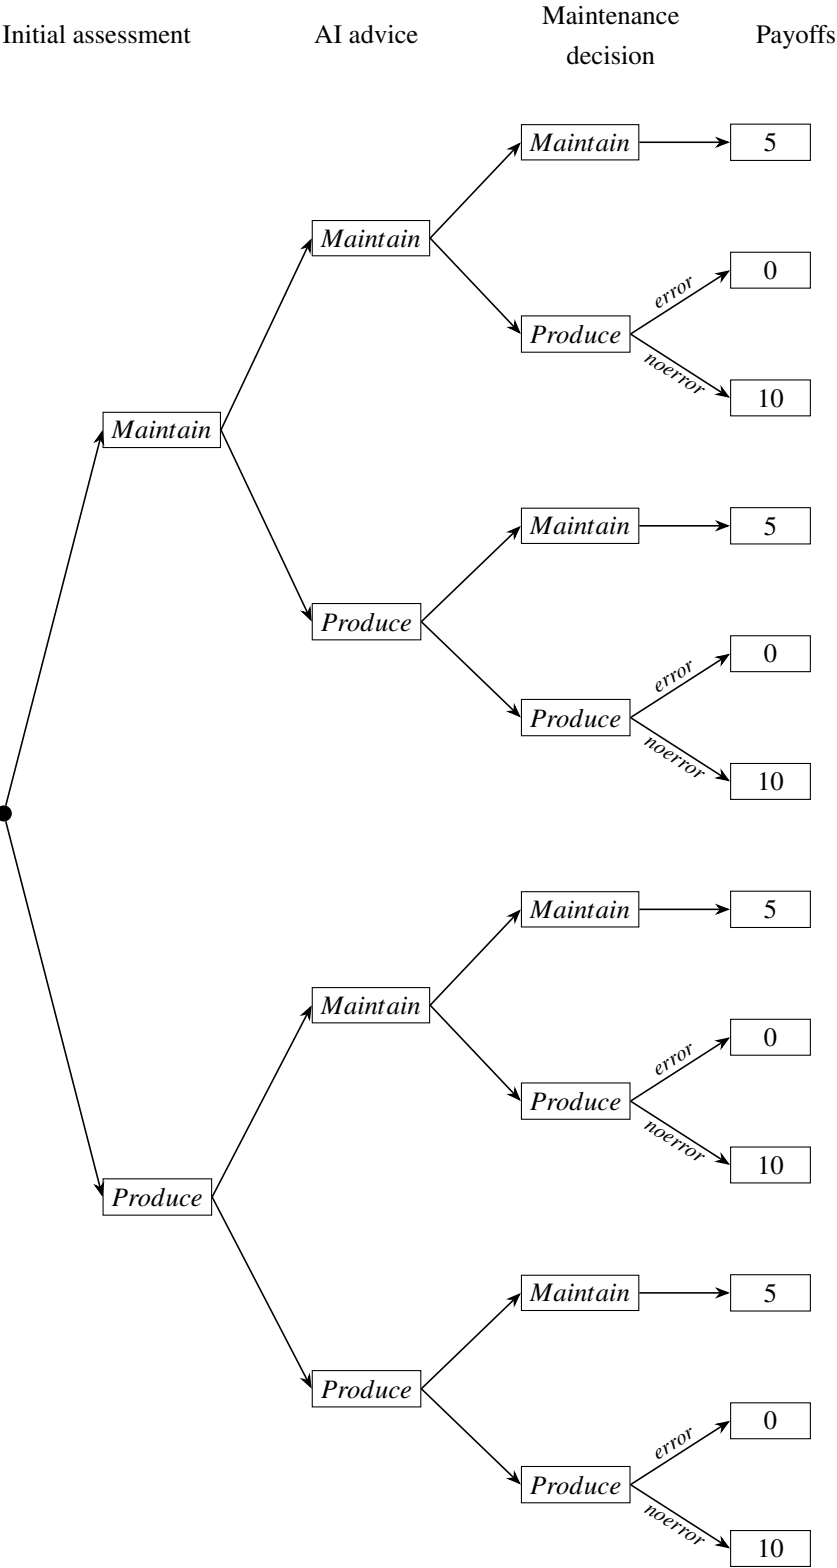 Initial assessment
AI advice
Maintenance
decision
Payoffs
Maintain
5
Maintain
error
0
Produce
noerror
10
Maintain
Maintain
5
Produce
error
0
Produce
noerror
10
Maintain
5
Maintain
error
0
Produce
noerror
10
Produce
Maintain
5
Produce
error
0
Produce
noerror
10